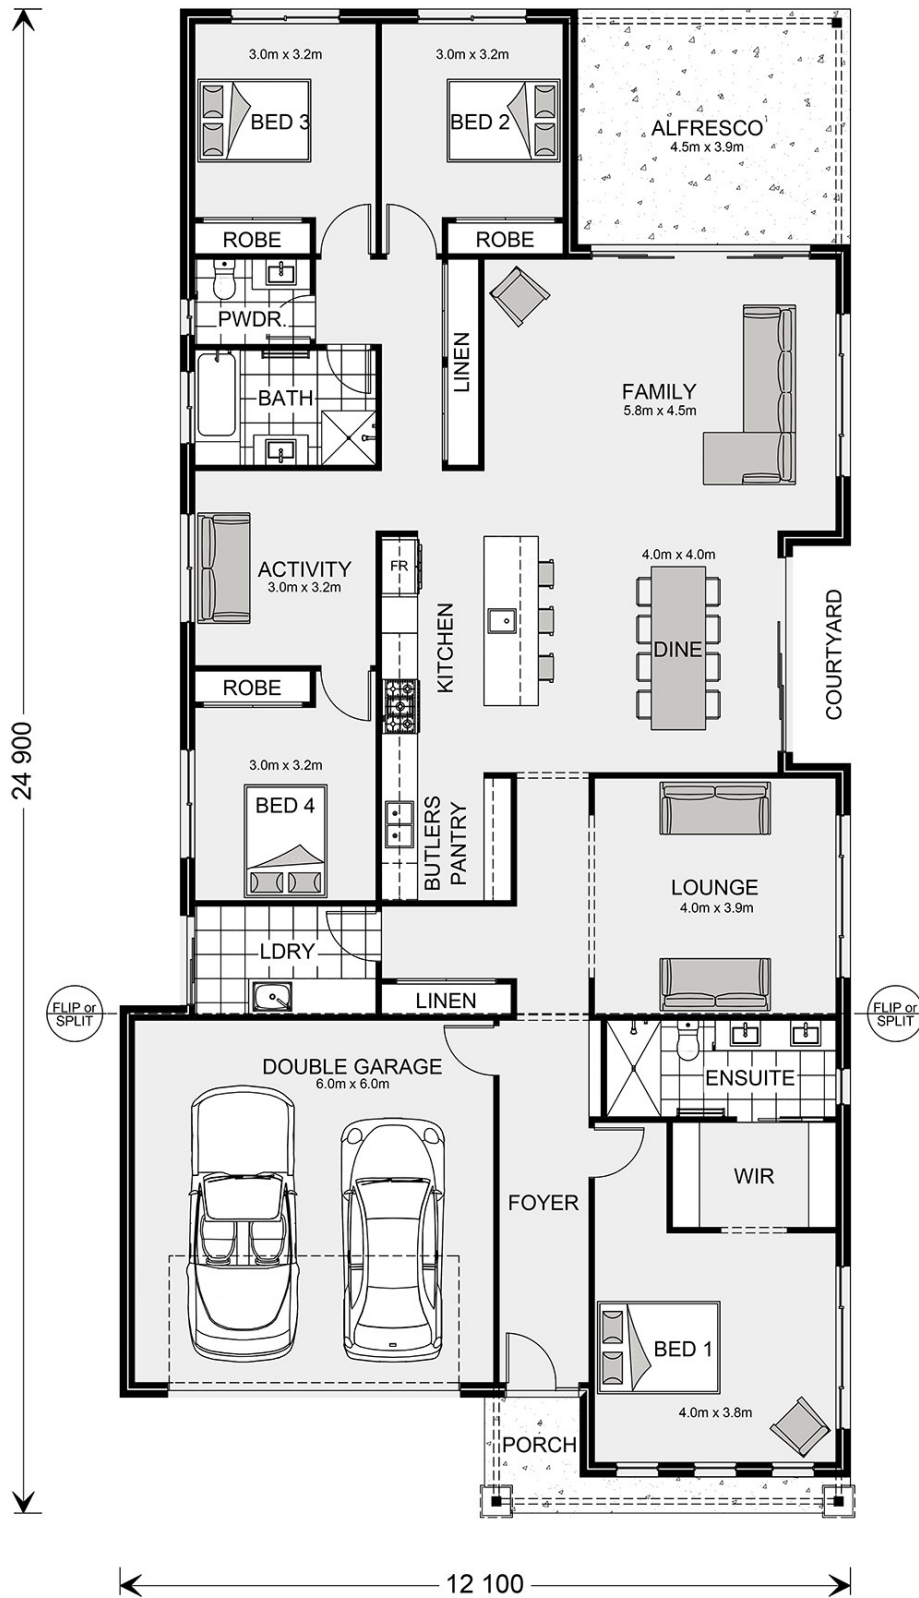 3.0m x 3.2m
BED 3
3.0m x 3.2m
BED 2
ALFRESCO
4.5m x 3.9m
ROBE
ROBE
PWDR.
LINEN
BATH
FAMILY
5.8m x 4.5m
ACTIVITY
3.0m x 3.2m
FR
KITCHEN
4.0m x 4.0m
DINE
COURTYARD
ROBE
24 900
3.0m x 3.2m
BED 4
BUTLERS
PANTRY
LOUNGE
4.0m x 3.9m
LDRY
LINEN
FLIP or
SPLIT
FLIP or
SPLIT
DOUBLE GARAGE
6.0m x 6.0m
ENSUITE
WIR
FOYER
BED 1
4.0m x 3.8m
PORCH
12 100